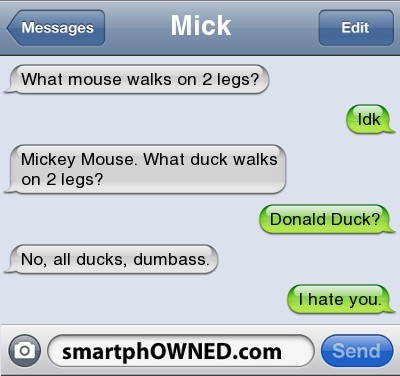 Messages Mick Edit
What mouse walks on 2 legs?
Idk
Mickey Mouse. What duck walks
on 2 legs?
Donald Duck?
No, all ducks, dumbass.
I hate you.
smartphOWNED.com Send